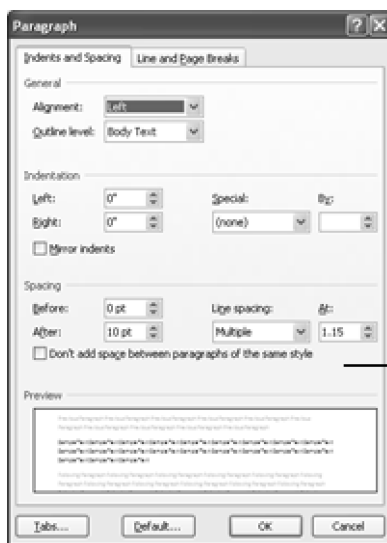 Paragraph
Indents and Spacing Line and Page Breaks
General
Alignment: Left
Outline level: Body Text
Indentation
Left: 0" Special: By:
Right: 0" (none)
Mirror indents
Spacing
Before: 0 pt Line spacing: At:
After: 10 pt Multiple 1.15
Don't add space between paragraphs of the same style
Preview
Tabs... Default... OK Cancel